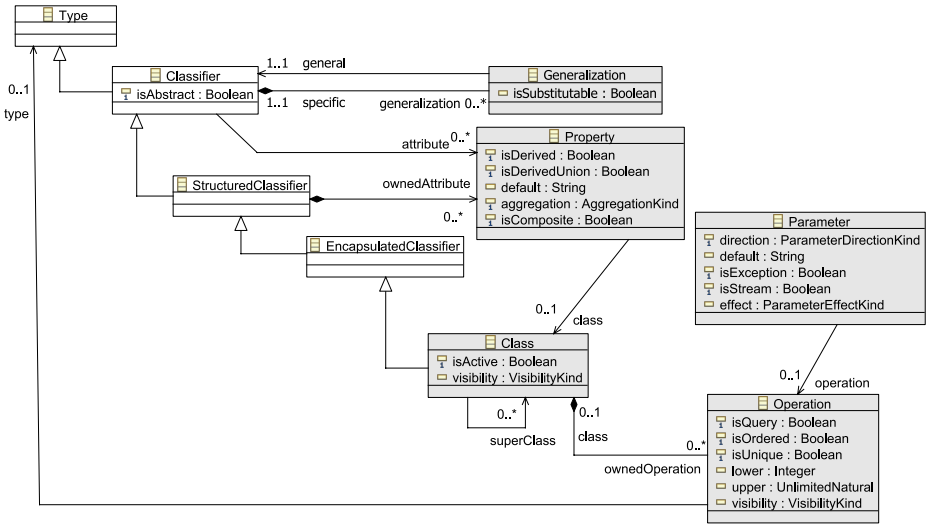 Type
Classifier
isAbstract : Boolean
1..1 general
1..1 specific
generalization 0..*
Generalization
isSubstitutable : Boolean
0..1
type
attribute 0..*
Property
isDerived : Boolean
isDerivedUnion : Boolean
default : String
aggregation : AggregationKind
isComposite : Boolean
StructuredClassifier
ownedAttribute
0..*
EncapsulatedClassifier
Parameter
direction : ParameterDirectionKind
default : String
isException : Boolean
isStream : Boolean
effect : ParameterEffectKind
0..1
class
Class
isActive : Boolean
visibility : VisibilityKind
0..*
superClass
0..1
class
0..*
ownedOperation
0..1
operation
Operation
isQuery : Boolean
isOrdered : Boolean
isUnique : Boolean
lower : Integer
upper : UnlimitedNatural
visibility : VisibilityKind